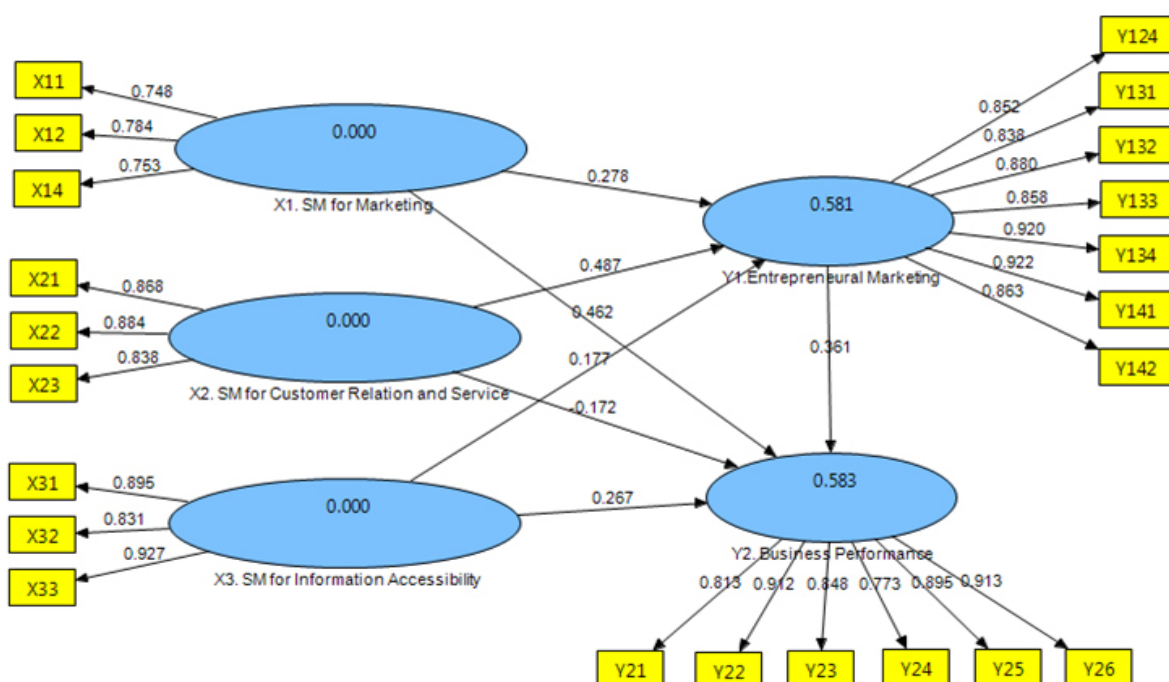 Y124
X11
0.748
Y131
0.852
X12
0.784
0.000
0.838
Y132
0.880
X14
0.753
0.278
0.581
0.858
Y133
X1. SM for Marketing
0.920
Y134
X21
0.868
0.487
Y1.Entrepreneural Marketing
0.922
0.462
0.863
Y141
X22
0.884
0.000
0.177
0.361
X23
0.838
Y142
X2. SM for Customer Relation and Service
-0.172
X31
0.895
0.000
0.267
0.583
X32
0.831
X33
0.927
Y2. Business Performance
X3. SM for Information Accessibility
0.813
0.912
0.848
0.773
0.895
0.913
Y21
Y22
Y23
Y24
Y25
Y26